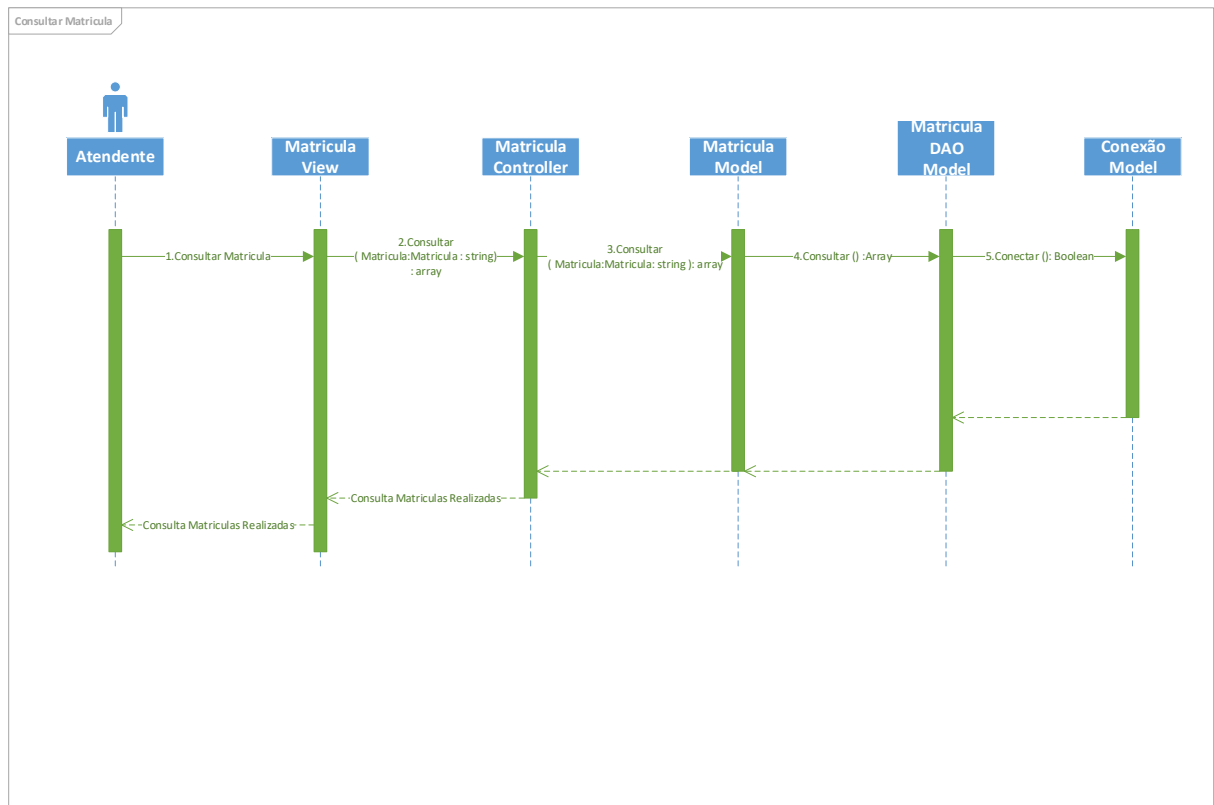 Consultar Matricula
Atendente
Matricula
View
Matricula
Controller
Matricula
Model
Matricula
DAO
Model
Conexão
Model
1.Consultar Matricula
2.Consultar
( Matricula:Matricula : string)
: array
3.Consultar
( Matricula:Matricula: string ): array
4.Consultar () :Array
5.Conectar (): Boolean
Consulta Matriculas Realizadas
Consulta Matriculas Realizadas